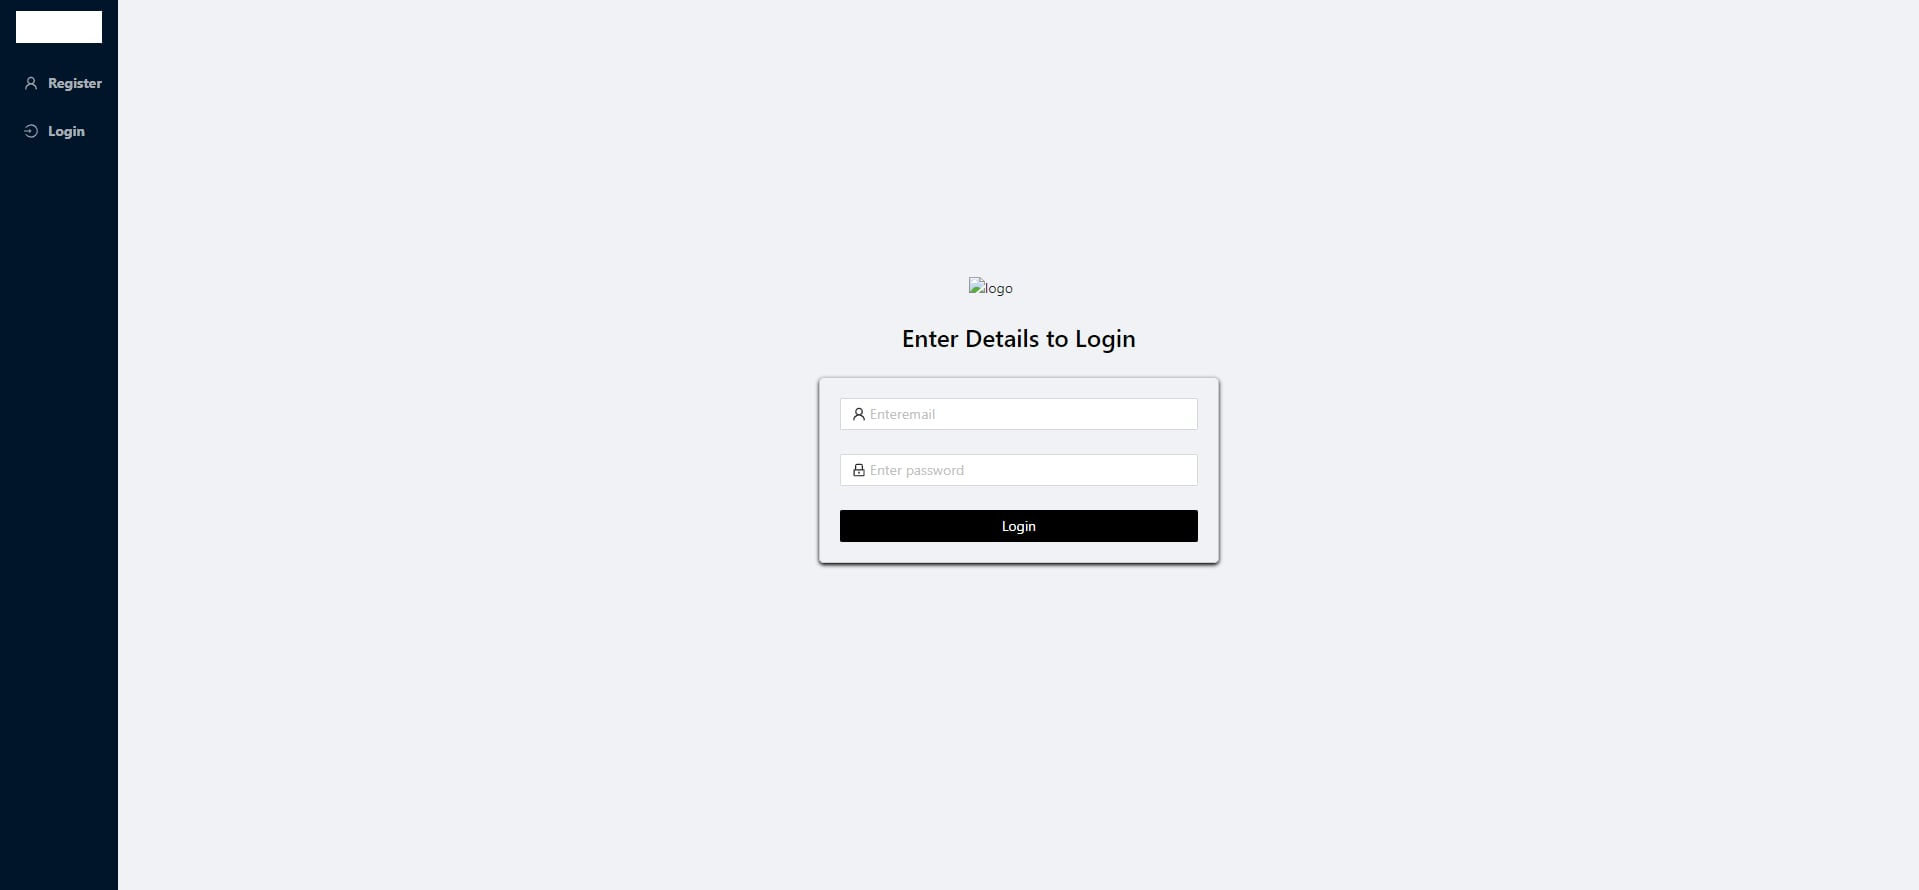 Register
Login
logo
Enter Details to Login
Enteremail
Enter password
Login